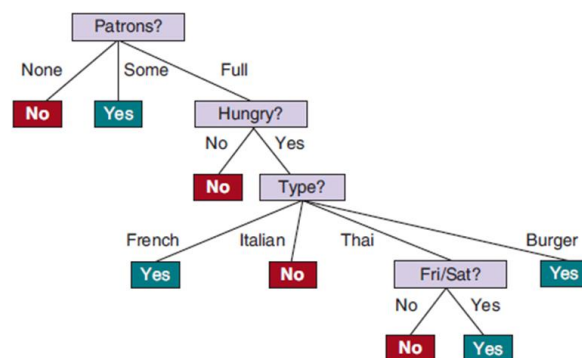 Patrons?
None Some Full
No Yes Hungry?
No Yes
No Type?
French Italian Thai Burger
Yes No Fri/Sat? Yes
No Yes
No Yes